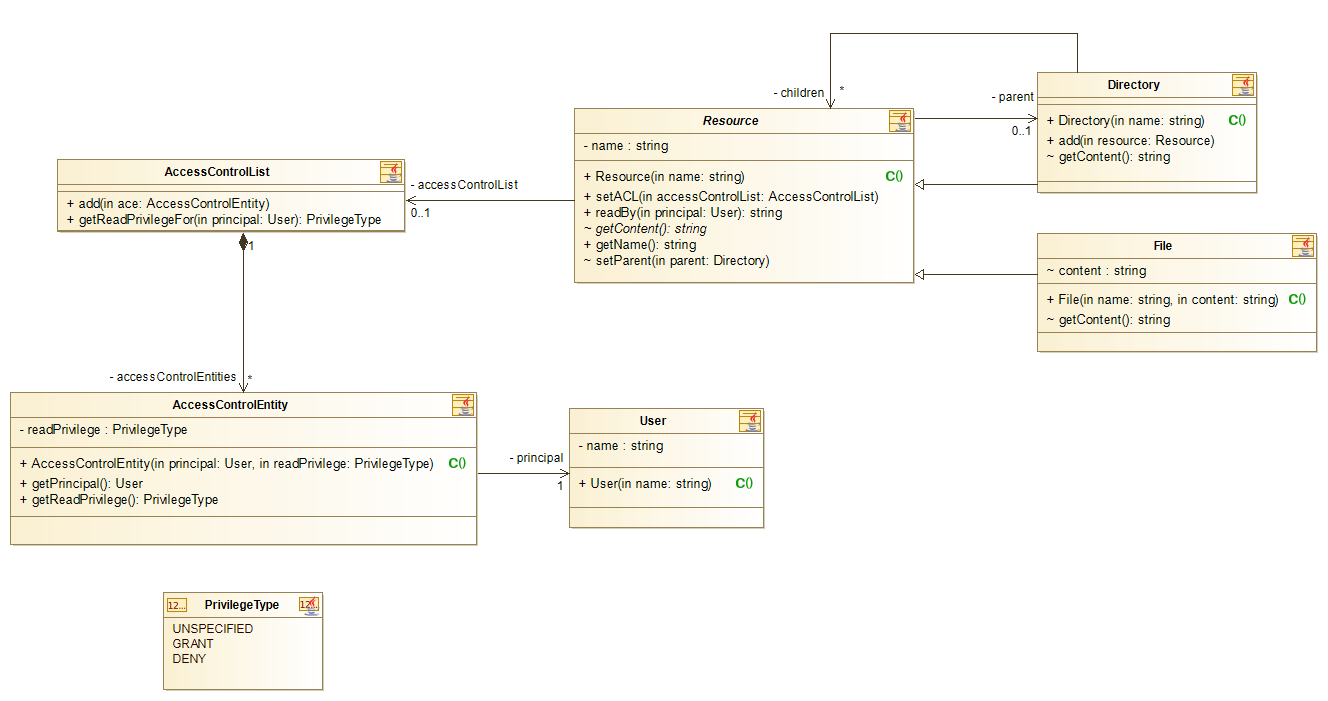 - children
*
- parent
0..1
Directory
+ Directory(in name: string) C()
+ add(in resource: Resource)
~ getContent(): string
Resource
- name : string
+ Resource(in name: string) C()
+ setACL(in accessControlList: AccessControlList)
+ readBy(in principal: User): string
~ getContent(): string
+ getName(): string
~ setParent(in parent: Directory)
AccessControlList
+ add(in ace: AccessControlEntity)
+ getReadPrivilegeFor(in principal: User): PrivilegeType
- accessControlList
0..1
1
File
~ content : string
+ File(in name: string, in content: string) C()
~ getContent(): string
- accessControlEntities
*
AccessControlEntity
- readPrivilege : PrivilegeType
+ AccessControlEntity(in principal: User, in readPrivilege: PrivilegeType) C()
+ getPrincipal(): User
+ getReadPrivilege(): PrivilegeType
- principal
1
User
- name : string
+ User(in name: string) C()
12...
PrivilegeType
12...
UNSPECIFIED
GRANT
DENY